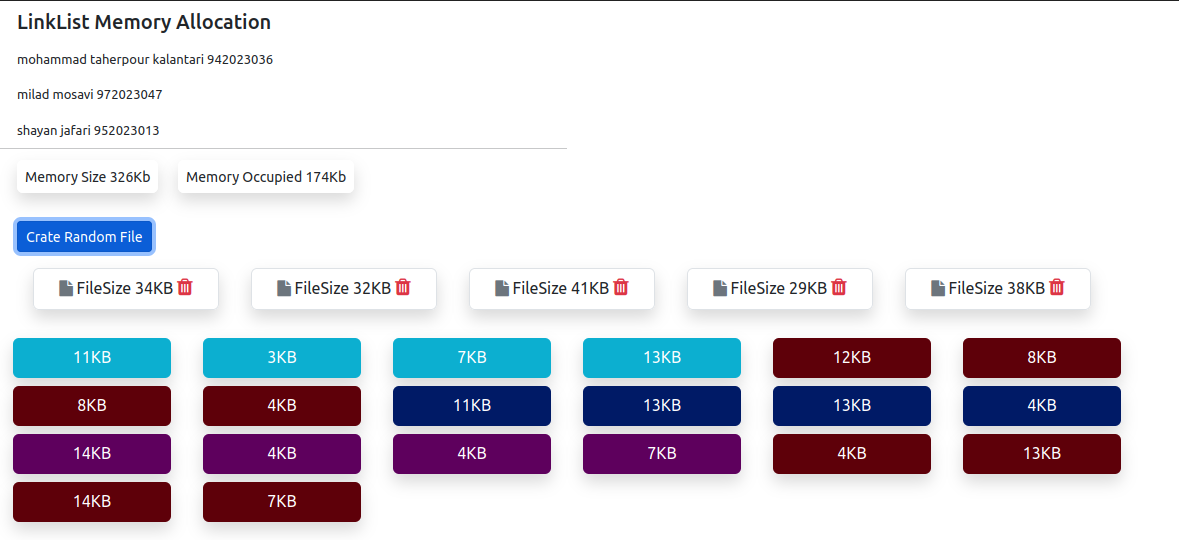 LinkList Memory Allocation
mohammad taherpour kalantari 942023036
milad mosavi 972023047
shayan jafari 952023013
Memory Size 326Kb Memory Occupied 174Kb
Crate Random File
FileSize 34KB FileSize 32KB FileSize 41KB FileSize 29KB FileSize 38KB
11KB 3KB 7KB 13KB 12KB 8KB
8KB 4KB 11KB 13KB 13KB 4KB
14KB 4KB 4KB 7KB 4KB 13KB
14KB 7KB